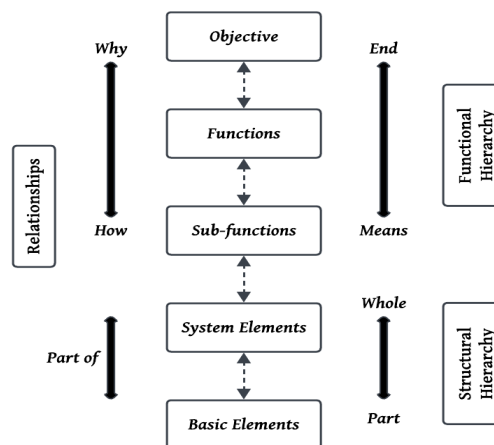 Why
Objective
End
Functions
Functional
Hierarchy
Relationships
How
Sub-functions
Means
Whole
System Elements
Part of
Structural
Hierarchy
Basic Elements
Part